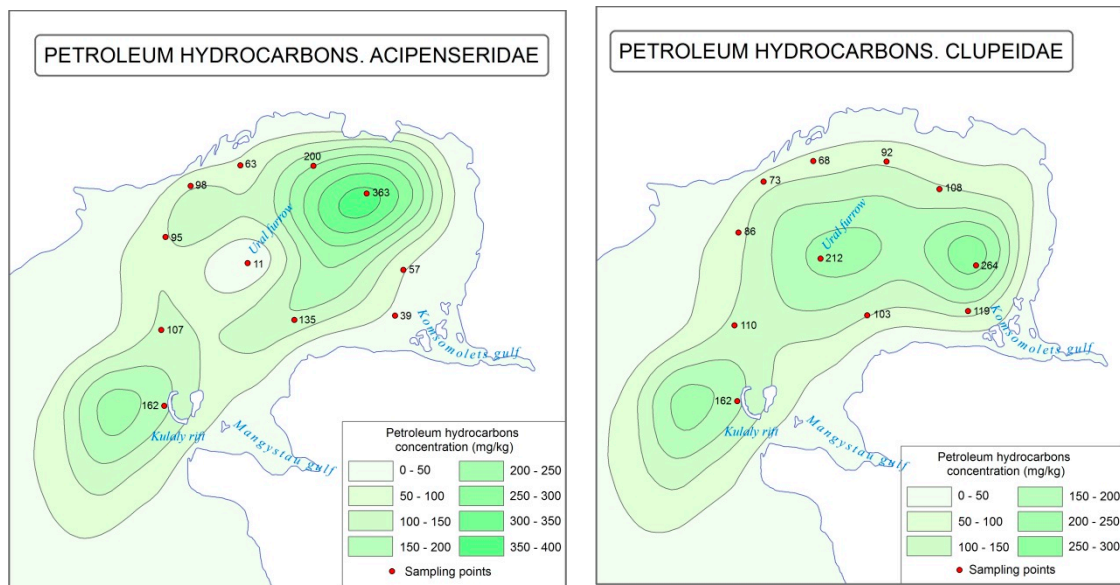 PETROLEUM HYDROCARBONS. ACIPENSERIDAE
63
200
98
363
Ural furrow
95
11
57
39
135
107
Komsomolets gulf
162
Kulaly rift
Mangystau gulf
Petroleum hydrocarbons
concentration (mg/kg)
0 - 50
200 - 250
50 - 100
250 - 300
100 - 150
300 - 350
150 - 200
350 - 400
Sampling points
PETROLEUM HYDROCARBONS. CLUPEIDAE
92
68
73
108
Ural furrow
86
212
264
119
103
110
Komsomolets gulf
162
Kulaly rift
Mangystau gulf
Petroleum hydrocarbons
concentration (mg/kg)
0 - 50
150 - 200
50 - 100
200 - 250
100 - 150
250 - 300
Sampling points